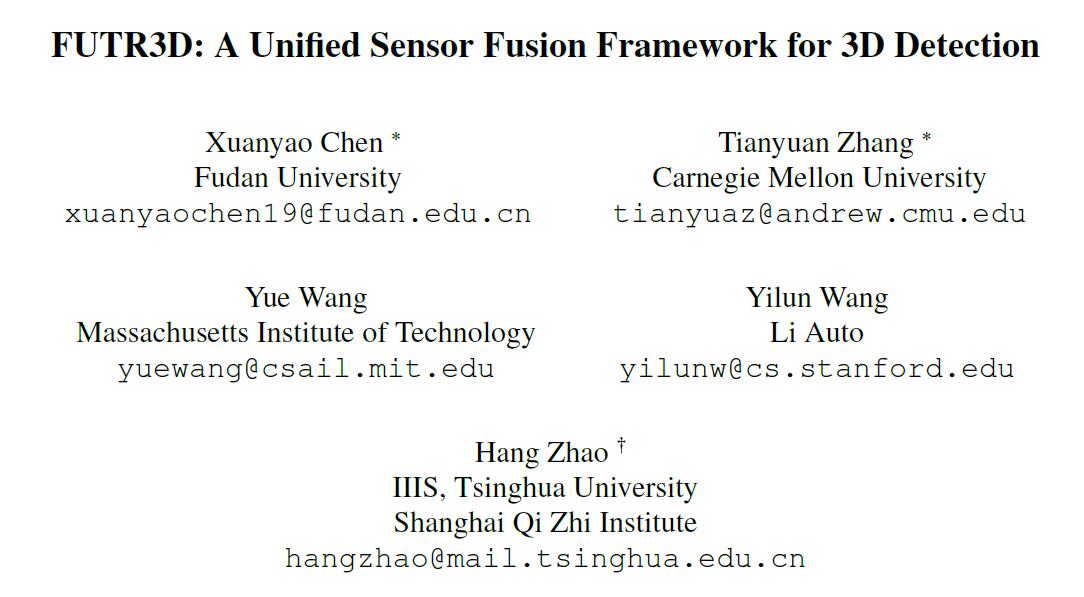 FUTR3D: A Unified Sensor Fusion Framework for 3D Detection
Xuanyao Chen *
Fudan University
xuanyaochen19@fudan.edu.cn
Tianyuan Zhang *
Carnegie Mellon University
tianyuaz@andrew.cmu.edu
Yue Wang
Massachusetts Institute of Technology
yuewang@csail.mit.edu
Yilun Wang
Li Auto
yilunw@cs.stanford.edu
Hang Zhao †
IIIS, Tsinghua University
Shanghai Qi Zhi Institute
hangzhao@mail.tsinghua.edu.cn